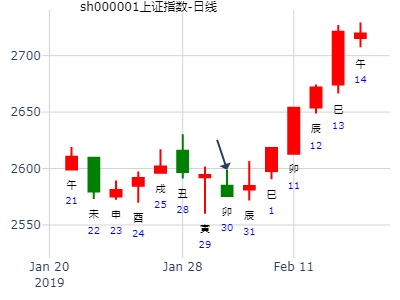 sh000001上证指数-日线
2700
2650
2600
2550
午
21
未
22
申
23
酉
24
戌
25
丑
28
寅
29
卯
30
辰
31
巳
1
卯
11
辰
12
巳
13
午
14
Jan 20
2019
Jan 28
Feb 11